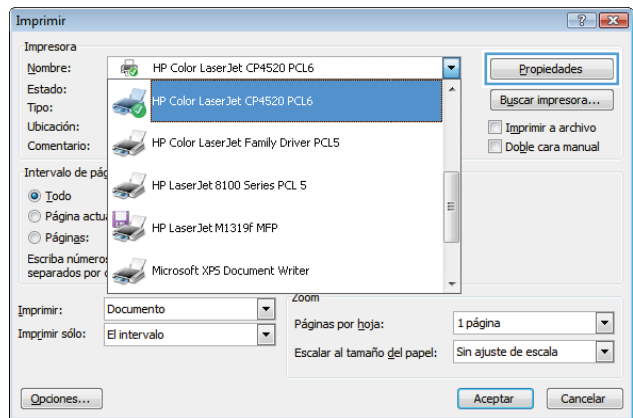 Imprimir
Impresora
Nombre: HP Color LaserJet CP4520 PCL6 Propiedades
Estado: HP Color LaserJet CP4520 PCL6 Buscar impresora...
Tipo:
Ubicación: Imprimir a archivo
Comentario: HP Color LaserJet Family Driver PCL5 Doble cara manual
Intervalo de
Todo HP LaserJet 8100 Series PCL 5
Página
Páginas: HP LaserJet M1319f MFP
Escriba
separados por Microsoft XPS Document Writer
Zoom
Imprimir: Documento
Páginas por hoja: 1 página
Imprimir sólo: El intervalo
Escalar al tamaño del papel: Sin ajuste de escala
Opciones... Aceptar Cancelar